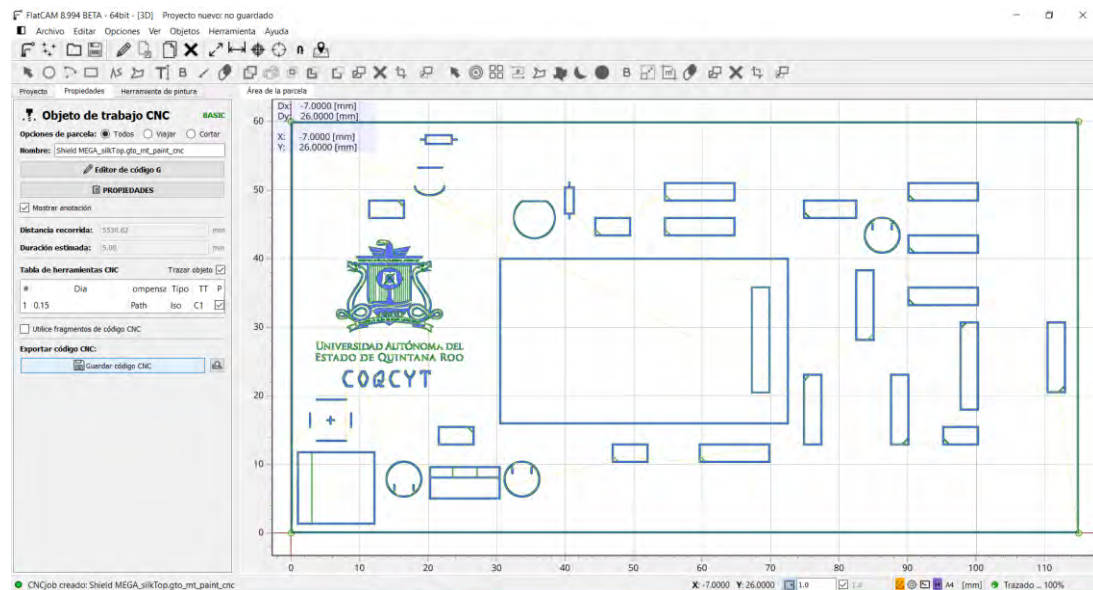 FlatCAM 8.994 BETA - 64bit - [3D] Proyecto nuevo: no guardado
Archivo Editar Opciones Ver Objetos Herramienta Ayuda
Proyecto Propiedades Herramienta de pintura Área de la parcela
Objeto de trabajo CNC BASIC
Opciones de parcela: Todos Viajar Cortar
Nombre: Shield MEGA_silkTop.gto_mt_paint_cnc
Editor de código G
PROPIEDADES
Mostrar anotación
Distancia recorrida: mm
Duración estimada: 5.00 min
Tabla de herramientas CNC Trazar objeto
# Dia ompensa Tipo TT P
1 0.15 Path Iso C1
Utilice fragmentos de código CNC
Exportar código CNC:
Guardar código CNC
Dx: -7.0000 [mm]
Dy: 26.0000 [mm]
X: -7.0000 [mm]
Y: 26.0000 [mm]
60
50
40
30
20
10
0
UNIVERSIDAD AUTÓNOMA DEL
ESTADO DE QUINTANA ROO
COQCYT
0 10 20 30 40 50 60 70 80 90 100 110
CNCjob creado: Shield MEGA_silkTop.gto_mt_paint_cnc X: -7.0000 Y: 26.0000 1.0 1.0 A4 [mm] Trazado ... 100%